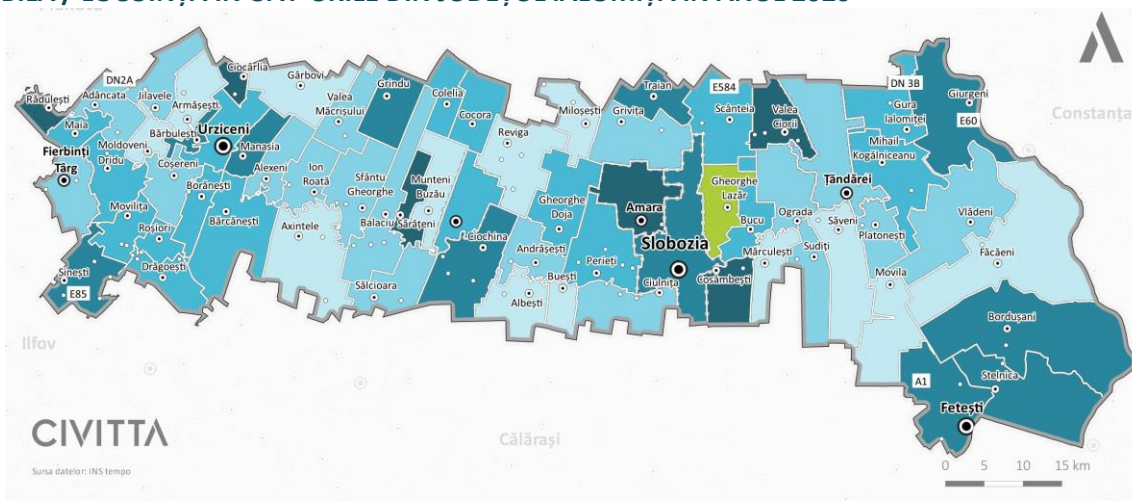 DN2A
Rădulești
Adâncata
Jilavele
Ciocârlia
Gârbovi
Grindu
Colelia
Armășești
Valea
Măcrișului
Cocora
Maia
Bărbulești
Urziceni
Reviga
Miloșești
Traian
Grivița
E584
Scânteia
Valea
Ciorii
DN 3B
Gura
Ialomiței
Giurgeni
E60
Constanța
Fierbinți
Târg
Moldoveni
Dridu
Coșereni
Manasia
Alexeni
Ion
Roată
Sfântu
Gheorghe
Munteni
Buzău
Mihail
Kogălniceanu
Borănești
Movilița
Bărcănești
Roșiori
Axintele
Balaciu
Sărăteni
Gheorghe
Doja
Amara
Gheorghe
Lazăr
Țăndărei
Ciochina
Andrășești
Slobozia
Bucu
Ograda
Săveni
Platonești
Vlădeni
Sinești
E85
Drăgoești
Sălcioara
Perieți
Buești
Albești
Ciulnița
Cosâmbești
Mărculești
Sudiți
Movila
Făcăeni
Ilfov
Bordușani
A1
Stelnica
Fetești
Călărași
CIVITTA
Sursa datelor: INS tempo
0 5 10 15 km